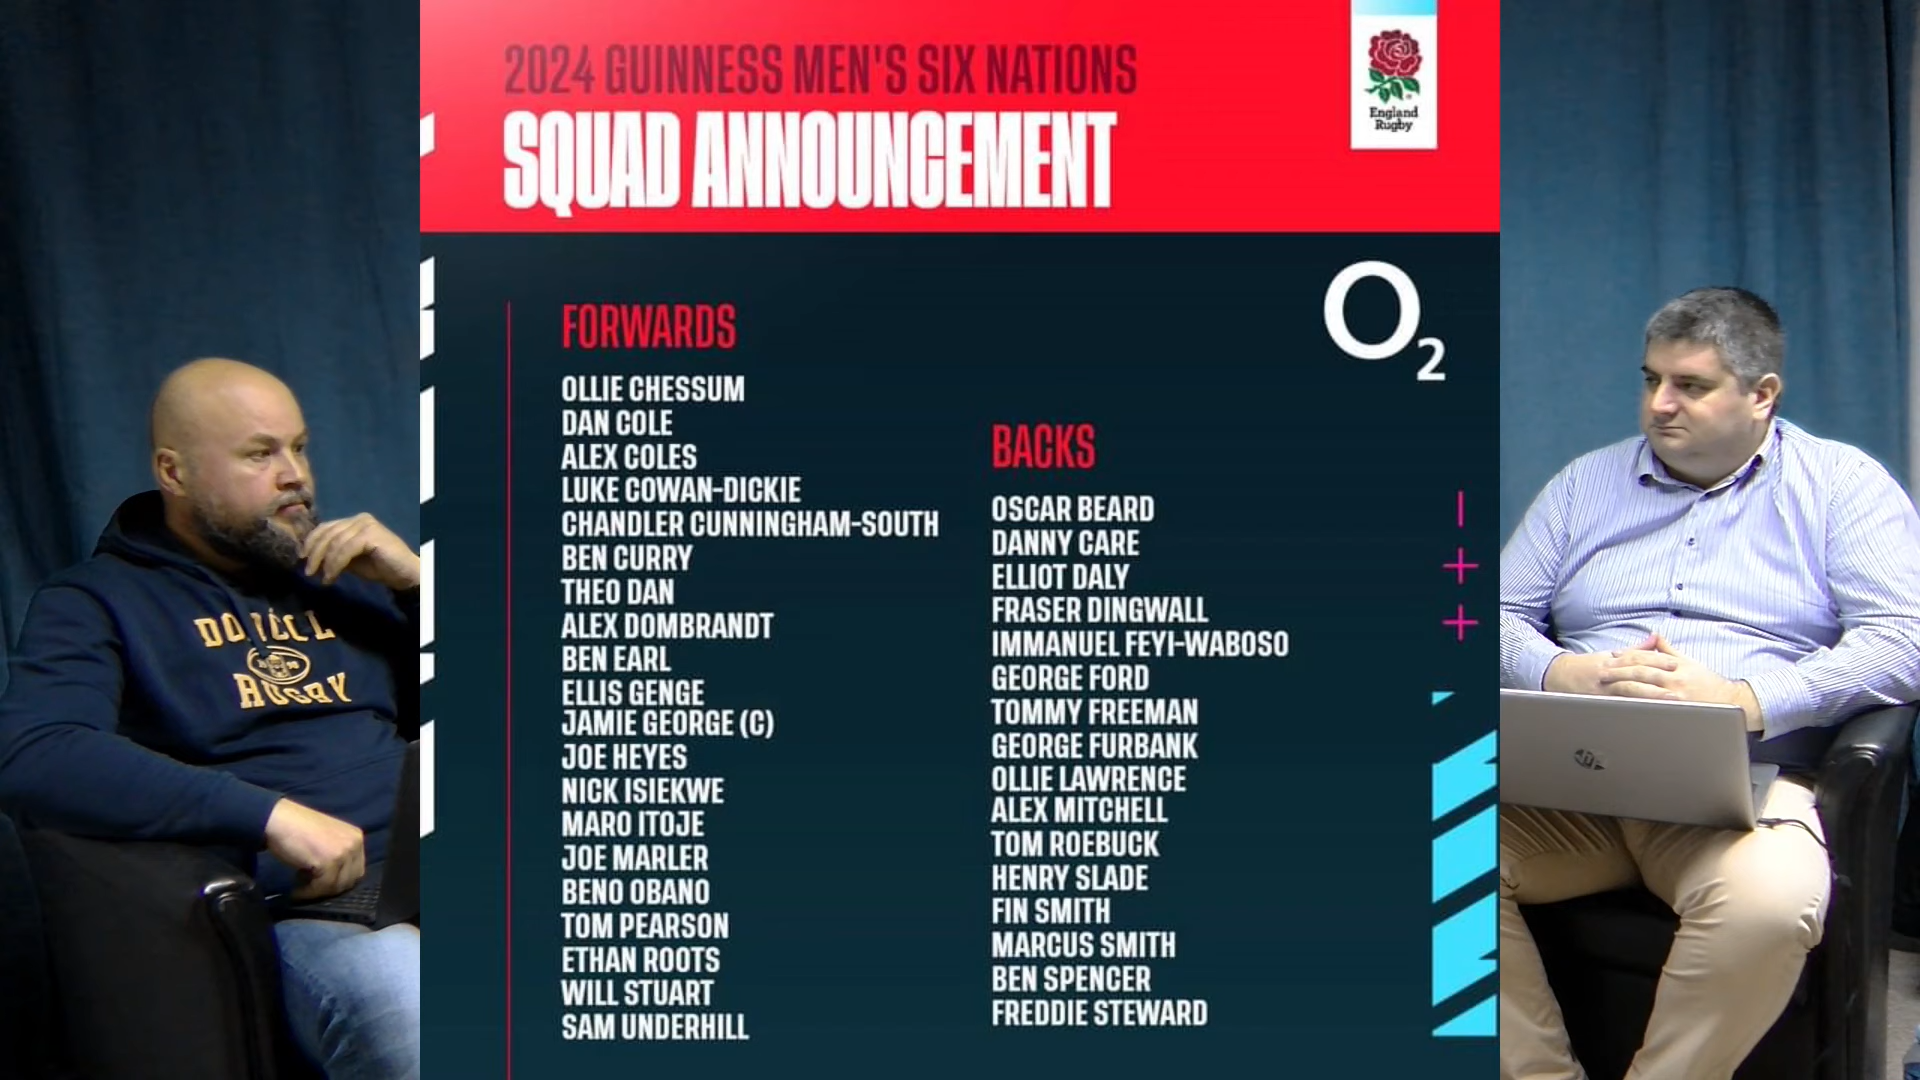 2024 GUINNESS MEN'S SIX NATIONS
SQUAD ANNOUNCEMENT
England
Rugby
O2
FORWARDS
OLLIE CHESSUM
DAN COLE
ALEX COLES
LUKE COWAN-DICKIE
CHANDLER CUNNINGHAM-SOUTH
BEN CURRY
THEO DAN
ALEX DOMBRANDT
BEN EARL
ELLIS GENGE
JAMIE GEORGE (C)
JOE HEYES
NICK ISIEKWE
MARO ITOJE
JOE MARLER
BENO OBANO
TOM PEARSON
ETHAN ROOTS
WILL STUART
SAM UNDERHILL
BACKS
OSCAR BEARD
DANNY CARE
ELLIOT DALY
FRASER DINGWALL
IMMANUEL FEYI-WABOSO
GEORGE FORD
TOMMY FREEMAN
GEORGE FURBANK
OLLIE LAWRENCE
ALEX MITCHELL
TOM ROEBUCK
HENRY SLADE
FIN SMITH
MARCUS SMITH
BEN SPENCER
FREDDIE STEWARD
RUGBY
hp